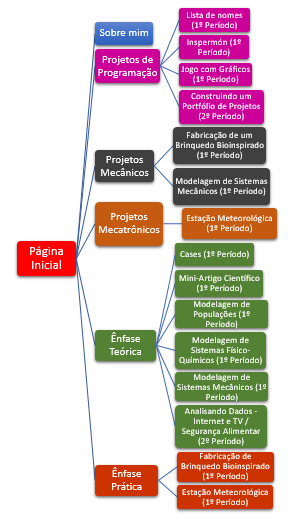 Página
Inicial
Sobre mim
Projetos de
Programação
Lista de nomes
(1º Período)
Inspermón (1º
Período)
Jogo com Gráficos
(1º Período)
Construindo um
Portfólio de Projetos
(2º Período)
Projetos
Mecânicos
Fabricação de um
Brinquedo Bioinspirado
(1º Período)
Modelagem de Sistemas
Mecânicos (1º Período)
Projetos
Mecatrônicos
Estação Meteorológica
(1º Período)
Ênfase
Teórica
Cases (1º Período)
Mini-Artigo Científico
(1º Período)
Modelagem de
Populações (1º
Período)
Modelagem de
Sistemas Físico-
Químicos (1º Período)
Modelagem de
Sistemas Mecânicos (1º
Período)
Analisando Dados -
Internet e TV /
Segurança Alimentar
(2º Período)
Ênfase
Prática
Fabricação de
Brinquedo Bioinspirado
(1º Período)
Estação Meteorológica
(1º Período)